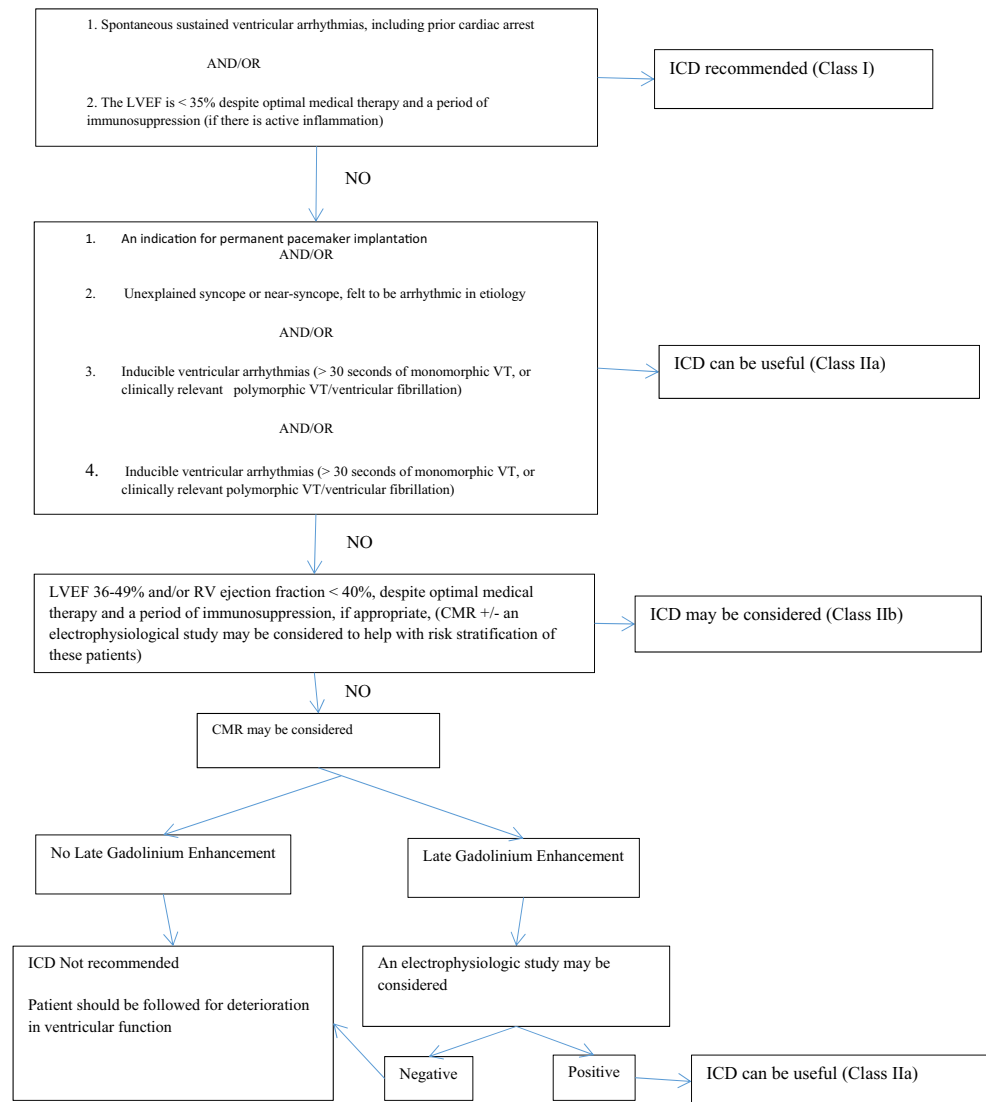 1. Spontaneous sustained ventricular arrhythmias, including prior cardiac arrest
AND/OR
2. The LVEF is < 35% despite optimal medical therapy and a period of
immunosuppression (if there is active inflammation)
ICD recommended (Class I)
NO
1. An indication for permanent pacemaker implantation
AND/OR
2. Unexplained syncope or near-syncope, felt to be arrhythmic in etiology
AND/OR
3. Inducible ventricular arrhythmias (> 30 seconds of monomorphic VT, or
clinically relevant polymorphic VT/ventricular fibrillation)
AND/OR
4. Inducible ventricular arrhythmias (> 30 seconds of monomorphic VT, or
clinically relevant polymorphic VT/ventricular fibrillation)
ICD can be useful (Class IIa)
NO
LVEF 36-49% and/or RV ejection fraction < 40%, despite optimal medical
therapy and a period of immunosuppression, if appropriate, (CMR +/- an
electrophysiological study may be considered to help with risk stratification of
these patients)
ICD may be considered (Class IIb)
NO
CMR may be considered
No Late Gadolinium Enhancement
Late Gadolinium Enhancement
ICD Not recommended
Patient should be followed for deterioration
in ventricular function
An electrophysiologic study may be
considered
Negative
Positive
ICD can be useful (Class IIa)